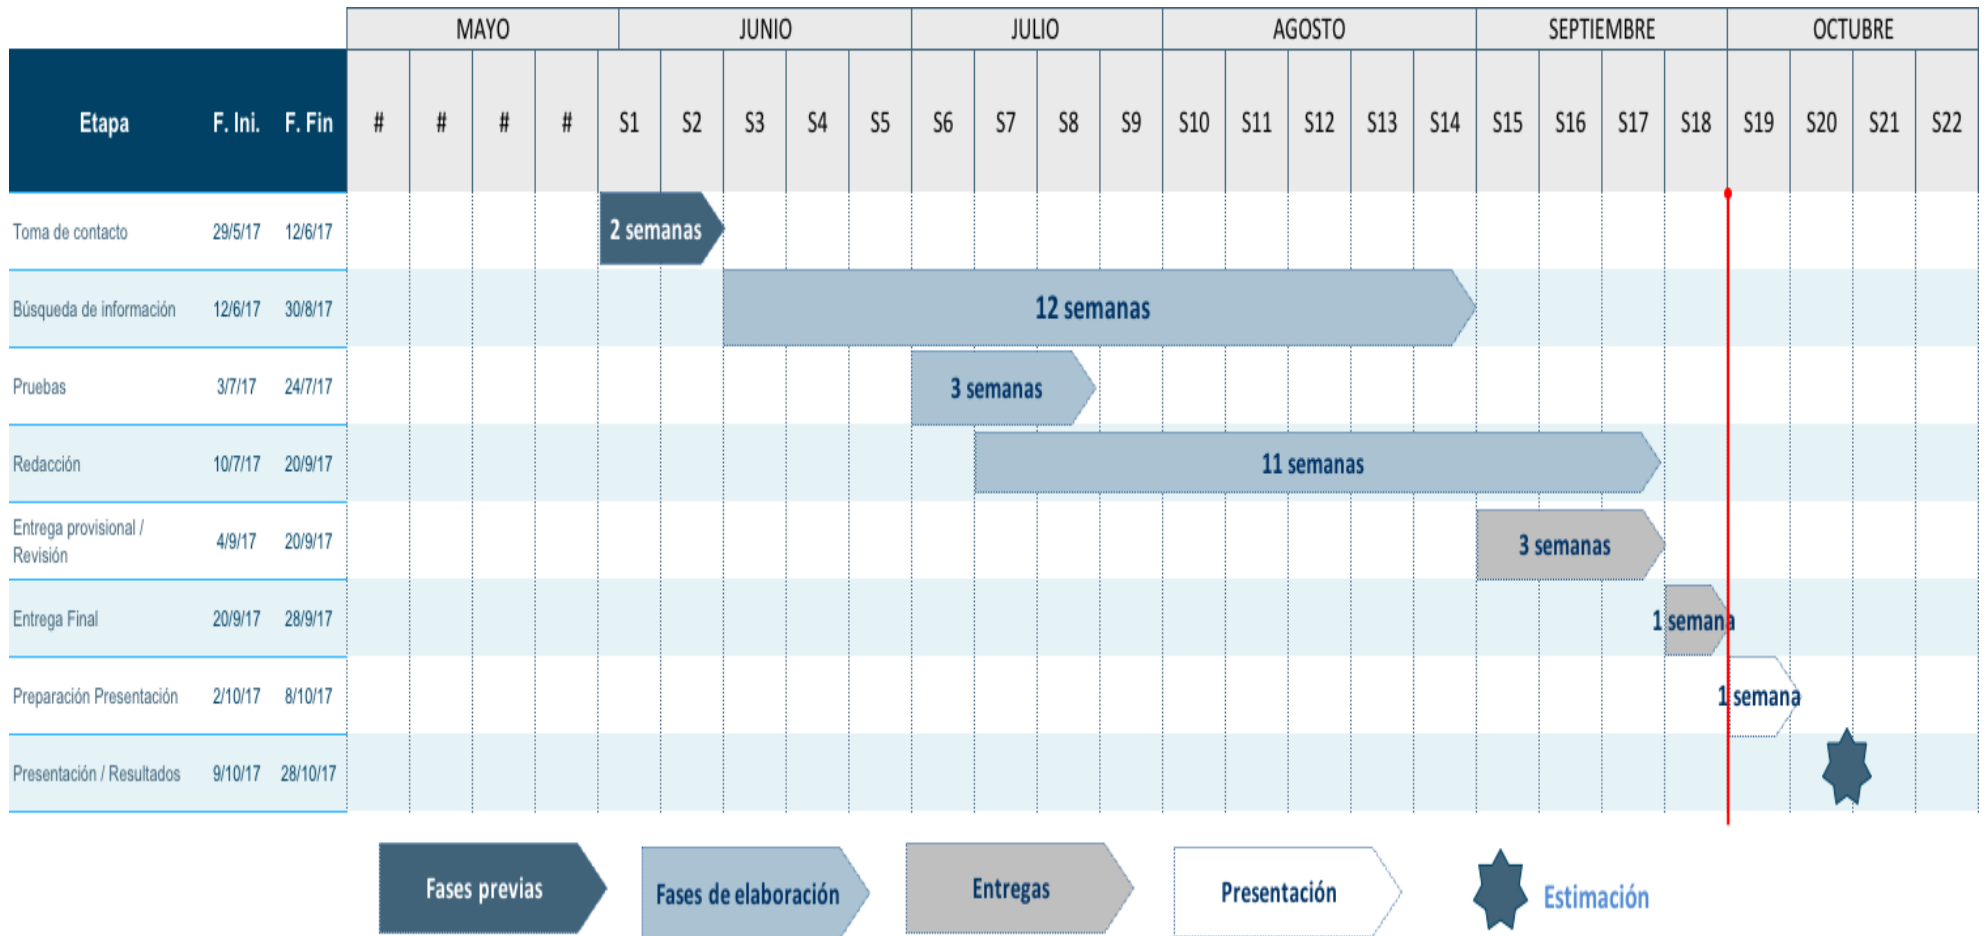 MAYO JUNIO JULIO AGOSTO SEPTIEMBRE OCTUBRE
Etapa F. Ini. F. Fin # # # # S1 S2 S3 S4 S5 S6 S7 S8 S9 S10 S11 S12 S13 S14 S15 S16 S17 S18 S19 S20 S21 S22
Toma de contacto 29/5/17 12/6/17 2 semanas
Búsqueda de información 12/6/17 30/8/17 12 semanas
Pruebas 3/7/17 24/7/17 3 semanas
Redacción 10/7/17 20/9/17 11 semanas
Entrega provisional /
Revisión 4/9/17 20/9/17 3 semanas
Entrega Final 20/9/17 28/9/17 1 semana
Preparación Presentación 2/10/17 8/10/17 1 semana
Presentación / Resultados 9/10/17 28/10/17
Fases previas Fases de elaboración Entregas Presentación Estimación